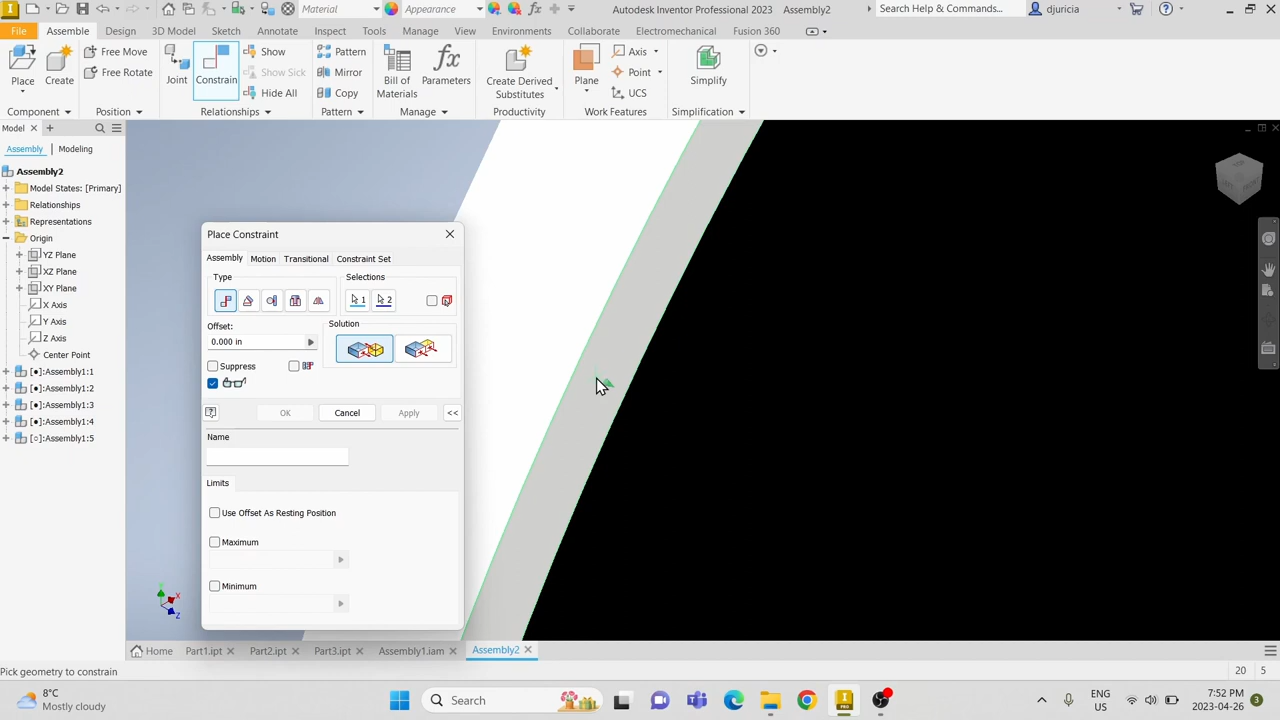 Material
Appearance
Autodesk Inventor Professional 2023 Assembly2
Search Help & Commands...
djuricia
File
Assemble
Design
3D Model
Sketch
Annotate
Inspect
Tools
Manage
View
Environments
Collaborate
Electromechanical
Fusion 360
Place
Create
Free Move
Free Rotate
Joint
Constrain
Show
Show Sick
Hide All
Pattern
Mirror
Copy
Bill of
Materials
fx
Parameters
Create Derived
Substitutes
Plane
Axis
Point
UCS
Simplify
Component
Position
Relationships
Pattern
Manage
Productivity
Work Features
Simplification
Model
Assembly
Modeling
Assembly2
Model States: [Primary]
Relationships
Representations
Origin
YZ Plane
XZ Plane
XY Plane
X Axis
Y Axis
Z Axis
Center Point
[●]:Assembly1:1
[●]:Assembly1:2
[●]:Assembly1:3
[●]:Assembly1:4
[○]:Assembly1:5
Place Constraint
Assembly
Motion
Transitional
Constraint Set
Type
Selections
1
2
Offset:
0.000 in
Solution
Suppress
OK
Cancel
Apply
<<
Name
Limits
Use Offset As Resting Position
Maximum
Minimum
Y
X
Z
Home
Part1.ipt
Part2.ipt
Part3.ipt
Assembly1.iam
Assembly2
Pick geometry to constrain
20
5
8°C
Mostly cloudy
Search
ENG
US
7:52 PM
2023-04-26
3